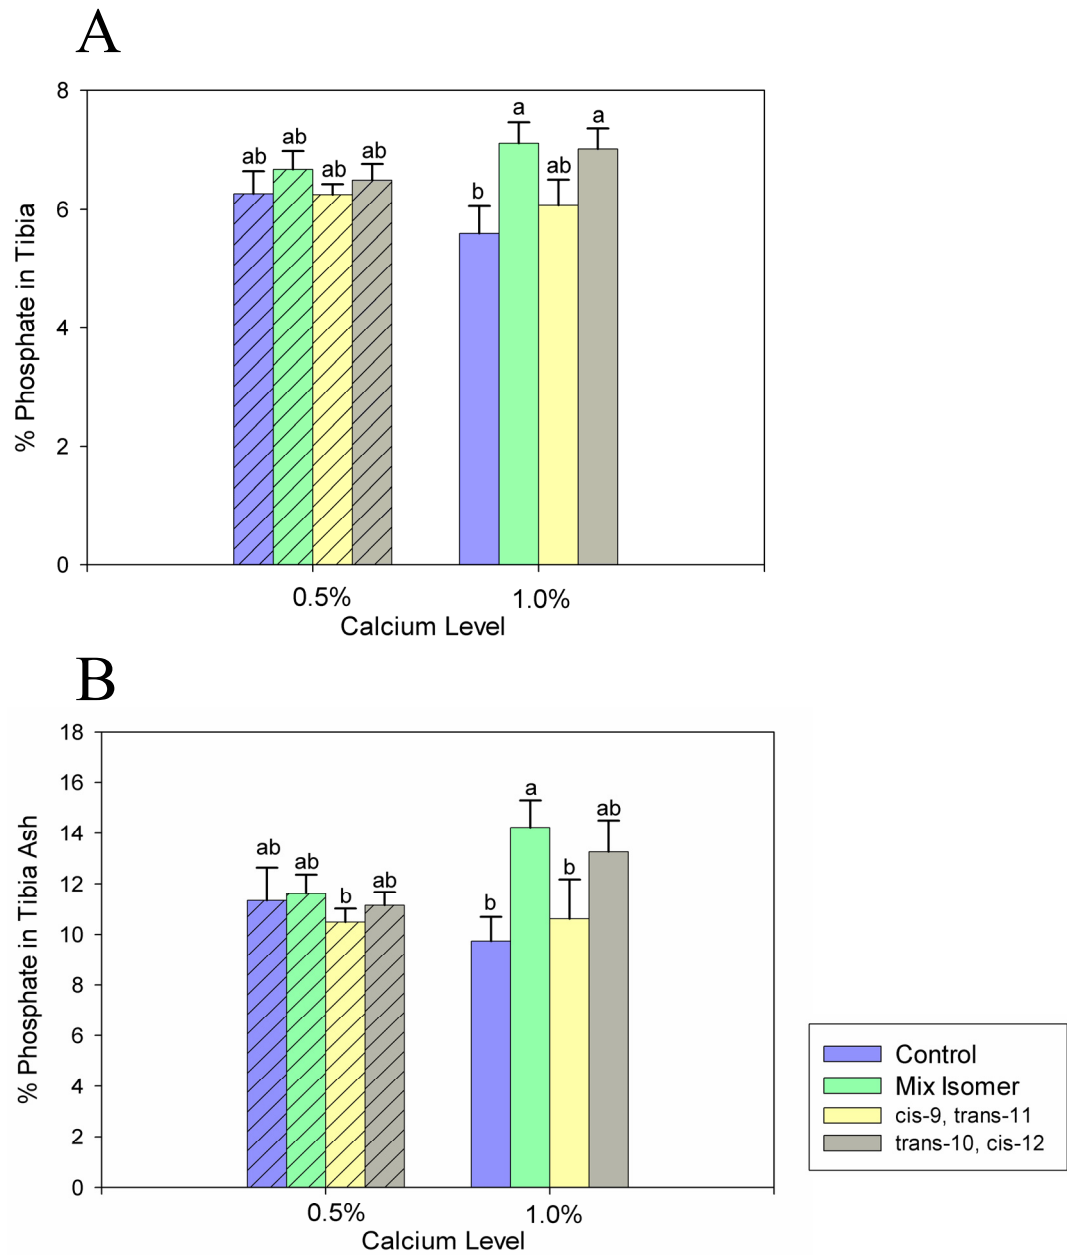 A
% Phosphate in Tibia
8
6
4
2
0
ab
ab
ab
ab
b
a
ab
a
0.5%
1.0%
Calcium Level
B
% Phosphate in Tibia Ash
18
16
14
12
10
8
6
4
2
0
ab
ab
b
ab
b
a
b
ab
0.5%
1.0%
Calcium Level
Control
Mix Isomer
cis-9, trans-11
trans-10, cis-12